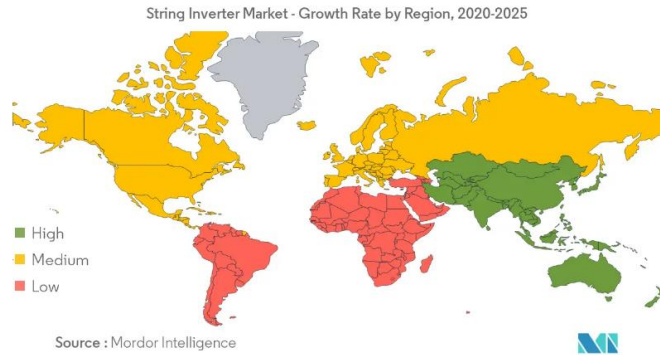 String Inverter Market - Growth Rate by Region, 2020-2025
High
Medium
Low
Source : Mordor Intelligence